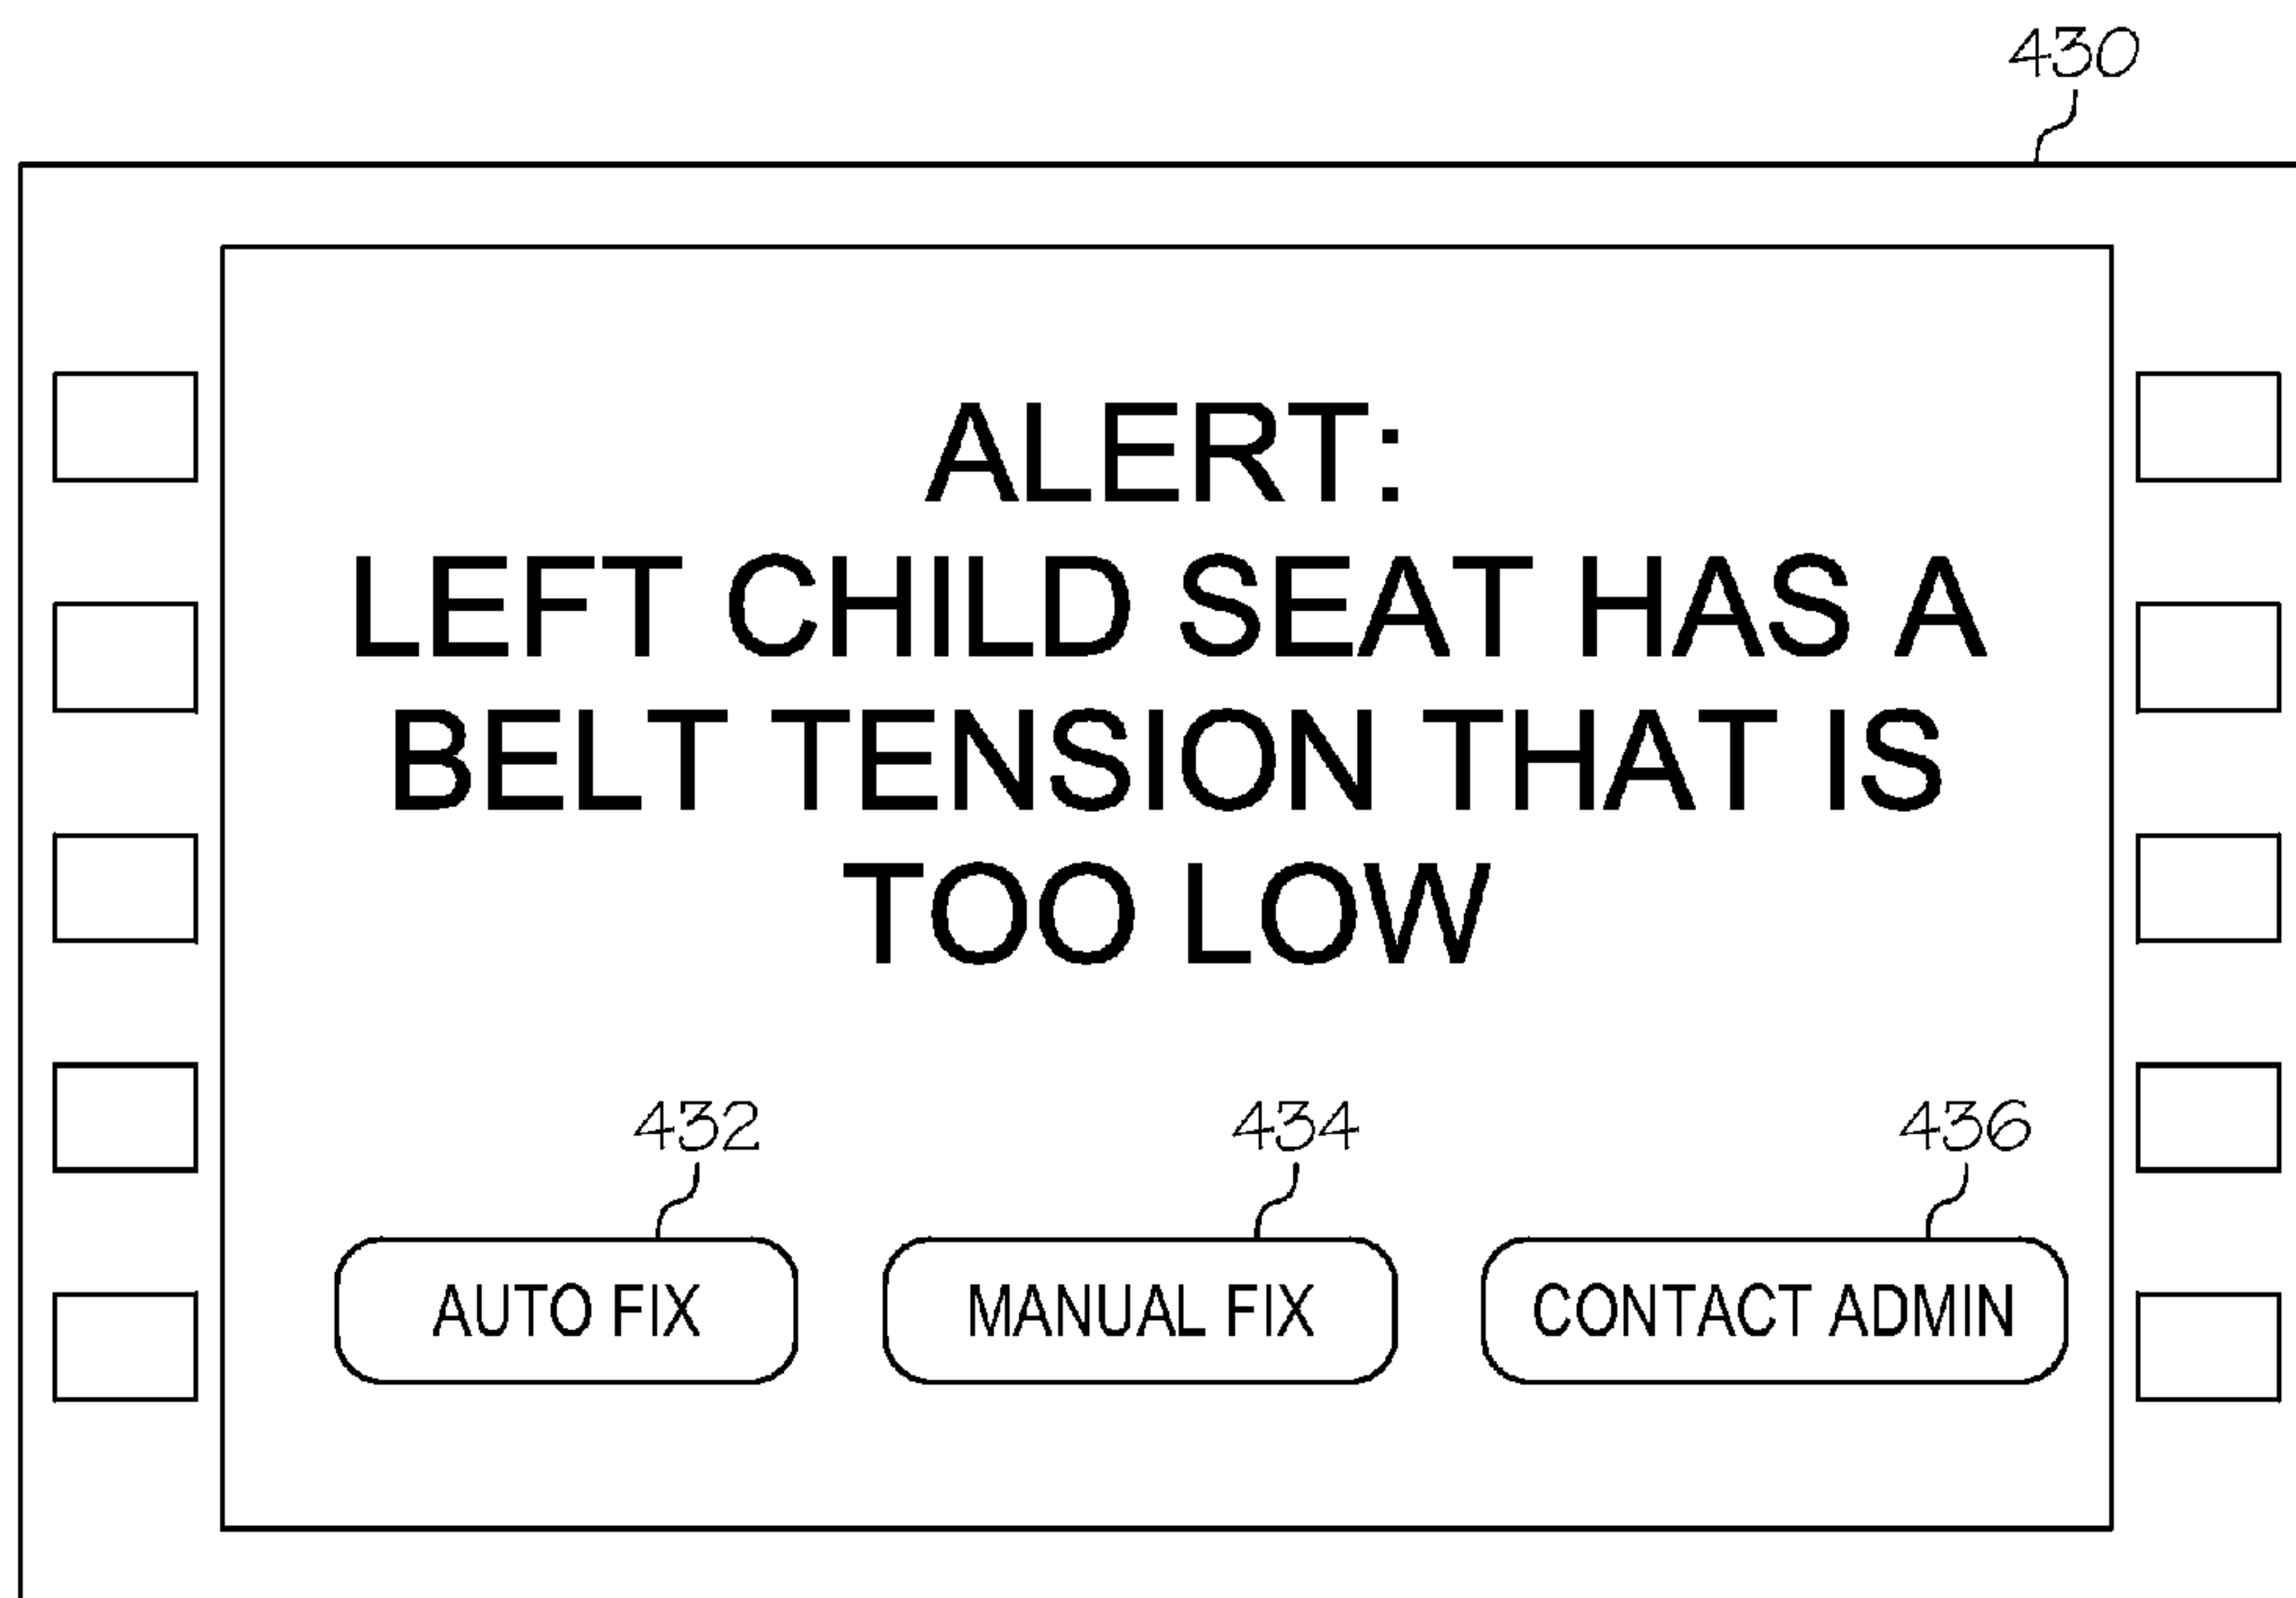 430
ALERT:
LEFT CHILD SEAT HAS A
BELT TENSION THAT IS
TOO LOW
432 434 436
AUTO FIX MANUAL FIX CONTACT ADMIN